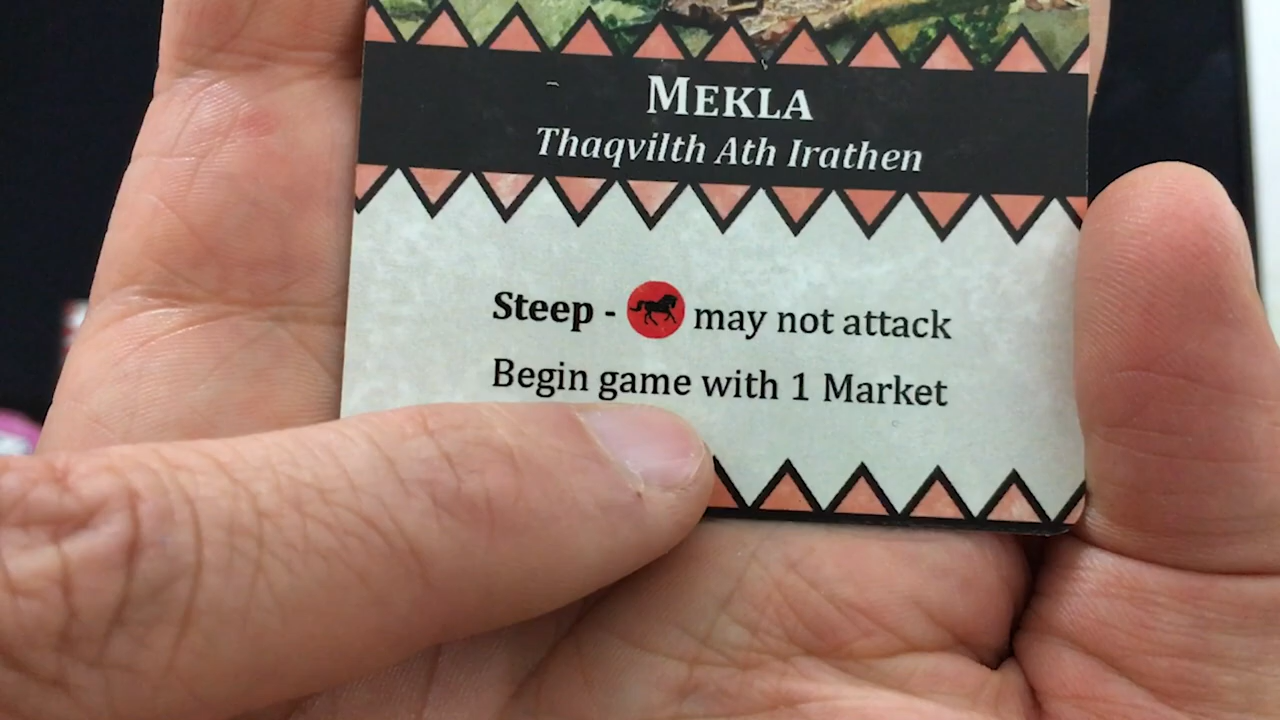 MEKLA
Thaqvilth Ath Irathen
Steep - may not attack
Begin game with 1 Market